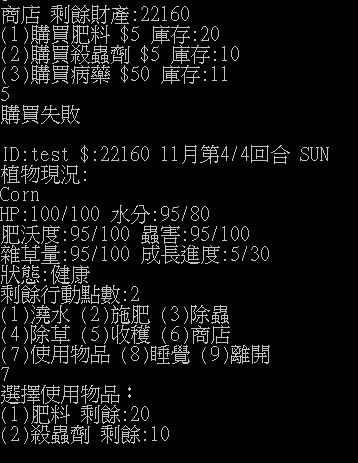 商店 剩餘財產:22160
(1)購買肥料 $5 庫存:20
(2)購買殺蟲劑 $5 庫存:10
(3)購買病藥 $50 庫存:11
5
購買失敗
ID:test $:22160 11月第4/4回合 SUN
植物現況:
Corn
HP:100/100 水分:95/80
肥沃度:95/100 蟲害:95/100
雜草量:95/100 成長進度:5/30
狀態:健康
剩餘行動點數:2
(1)澆水 (2)施肥 (3)除蟲
(4)除草 (5)收穫 (6)商店
(7)使用物品 (8)睡覺 (9)離開
7
選擇使用物品：
(1)肥料 剩餘:20
(2)殺蟲劑 剩餘:10